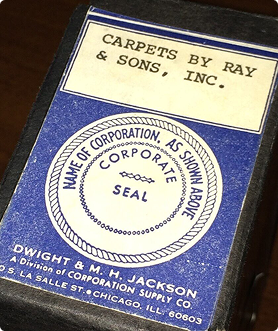 CARPETS BY RAY
& SONS, INC.
NAME OF CORPORATION, AS SHOWN ABOVE
CORPORATE
SEAL
DWIGHT & M. H. JACKSON
A Division of CORPORATION SUPPLY CO
S. LA SALLE ST. • CHICAGO, ILL. 60603